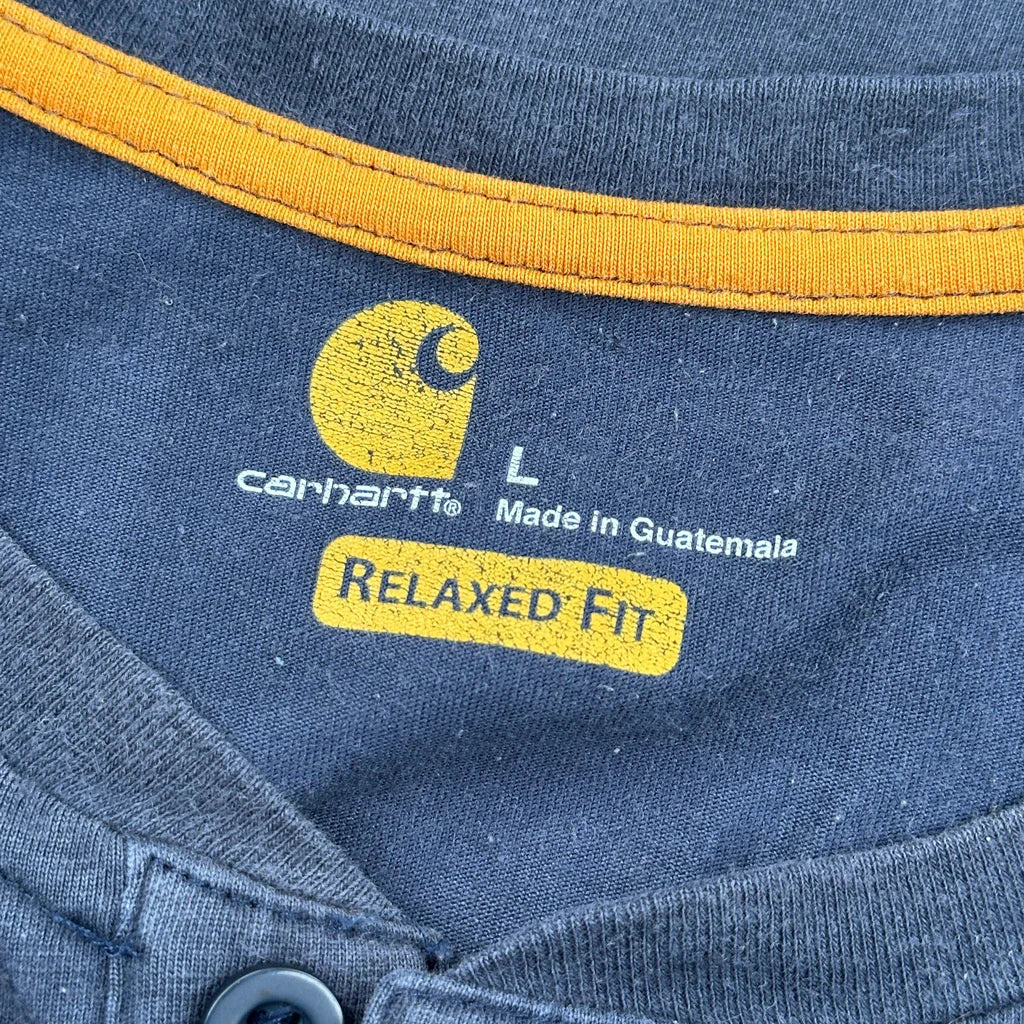 carhartt®
L
Made in Guatemala
RELAXED FIT